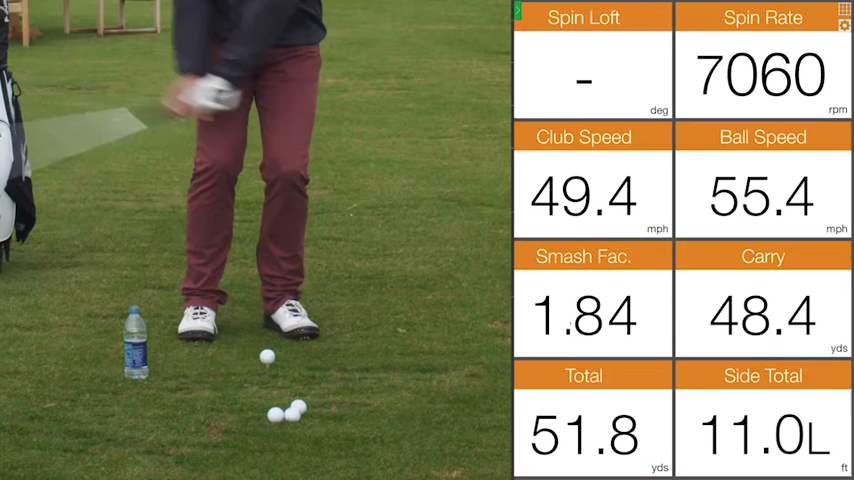 Spin Loft
-
deg
Spin Rate
7060
rpm
Club Speed
49.4
mph
Ball Speed
55.4
mph
Smash Fac.
1.84
Carry
48.4
yds
Total
51.8
yds
Side Total
11.0L
ft